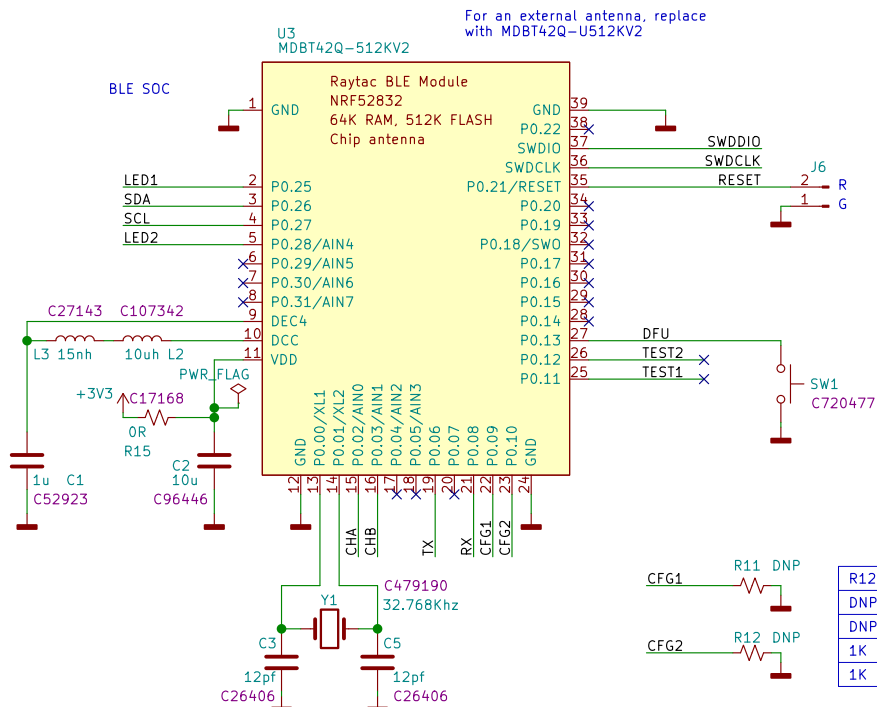 For an external antenna, replace
with MDBT42Q-U512KV2
U3
MDBT42Q-512KV2
BLE SOC
Raytac BLE Module
NRF52832
64K RAM, 512K FLASH
Chip antenna
1 GND
GND 39
P0.22 38
SWDIO 37 SWDDIO
SWDCLK 36 SWDCLK
LED1 2 P0.25
P0.21/RESET 35 RESET
J6
2 R
1 G
SDA 3 P0.26
P0.20 34
SCL 4 P0.27
P0.19 33
LED2 5 P0.28/AIN4
P0.18/SWO 32
6 P0.29/AIN5
P0.17 31
7 P0.30/AIN6
P0.16 30
8 P0.31/AIN7
P0.15 29
9 DEC4
P0.14 28
10 DCC
P0.13 27 DFU
11 VDD
P0.12 26 TEST2
P0.11 25 TEST1
C27143 C107342
L3 15nh 10uh L2
PWR_FLAG
+3V3
C17168
0R
R15
SW1
C720477
1u C1
C52923
C2
10u
C96446
GND 12
P0.00/XL1 13
P0.01/XL2 14
P0.02/AIN0 15 CHA
P0.03/AIN1 16 CHB
P0.04/AIN2 17
P0.05/AIN3 18
P0.06 19 TX
P0.07 20
P0.08 21 RX
P0.09 22 CFG1
P0.10 23 CFG2
GND 24
C479190
32.768Khz
Y1
C3
12pf
C26406
C5
12pf
C26406
CFG1 R11 DNP
CFG2 R12 DNP
R12
DNP
DNP
1K
1K